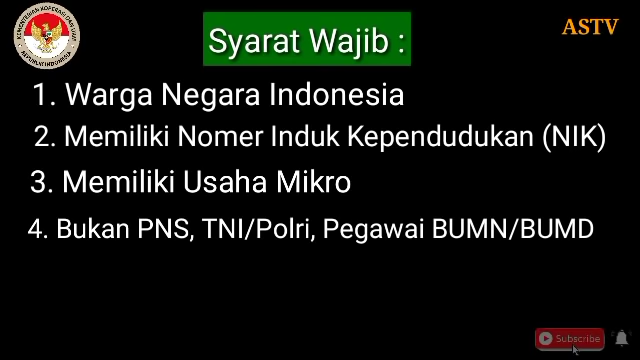 ASTV
Syarat Wajib :
1. Warga Negara Indonesia
2. Memiliki Nomer Induk Kependudukan (NIK)
3. Memiliki Usaha Mikro
4. Bukan PNS, TNI/Polri, Pegawai BUMN/BUMD
Subscribe